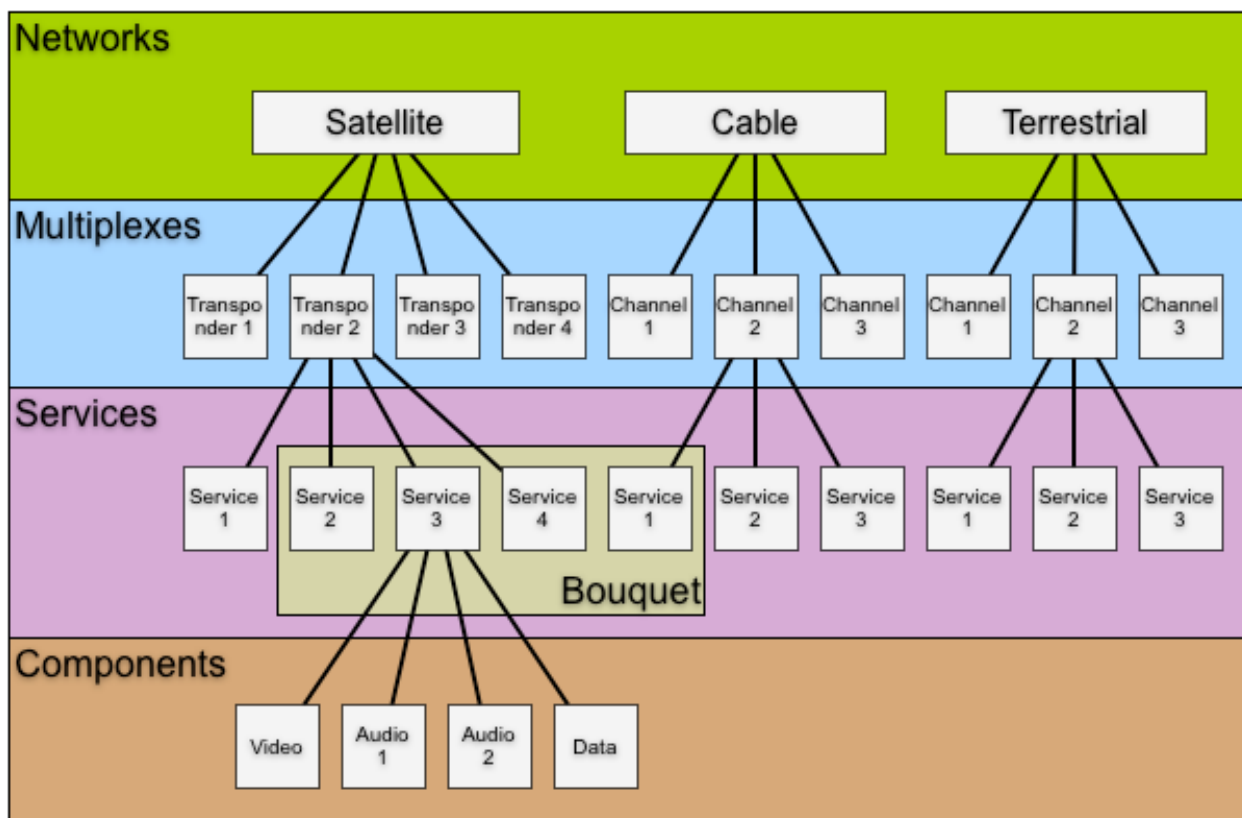 Networks
Satellite
Cable
Terrestrial
Multiplexes
Transpo
nder 1
Transpo
nder 2
Transpo
nder 3
Transpo
nder 4
Channel
1
Channel
2
Channel
3
Channel
1
Channel
2
Channel
3
Services
Service
1
Service
2
Service
3
Service
4
Service
1
Service
2
Service
3
Service
1
Service
2
Service
3
Bouquet
Components
Video
Audio
1
Audio
2
Data